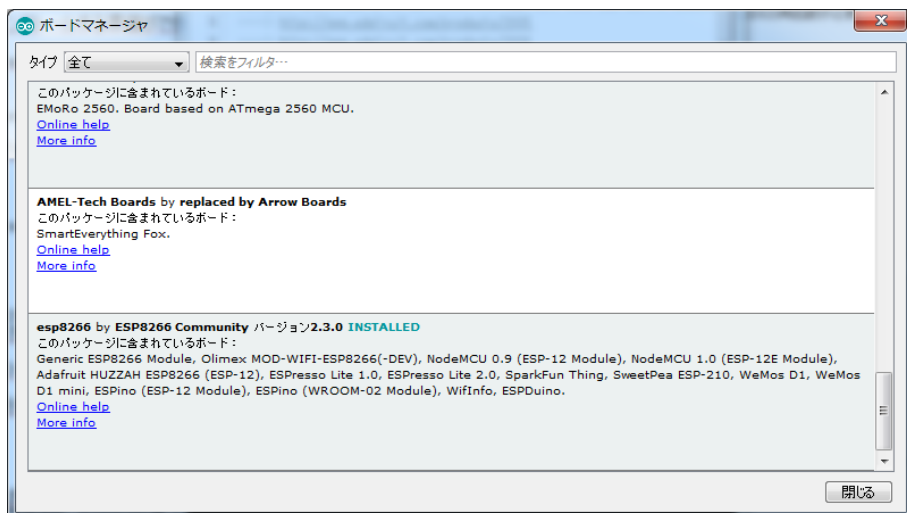 ボードマネージャ
タイプ 全て 検索をフィルタ…
このパッケージに含まれているボード：
EMoRo 2560. Board based on ATmega 2560 MCU.
Online help
More info
AMEL-Tech Boards by replaced by Arrow Boards
このパッケージに含まれているボード：
SmartEverything Fox.
Online help
More info
esp8266 by ESP8266 Community バージョン2.3.0 INSTALLED
このパッケージに含まれているボード：
Generic ESP8266 Module, Olimex MOD-WIFI-ESP8266(-DEV), NodeMCU 0.9 (ESP-12 Module), NodeMCU 1.0 (ESP-12E Module),
Adafruit HUZZAH ESP8266 (ESP-12), ESPresso Lite 1.0, ESPresso Lite 2.0, SparkFun Thing, SweetPea ESP-210, WeMos D1, WeMos
D1 mini, ESPino (ESP-12 Module), ESPino (WROOM-02 Module), WifInfo, ESPDuino.
Online help
More info
閉じる